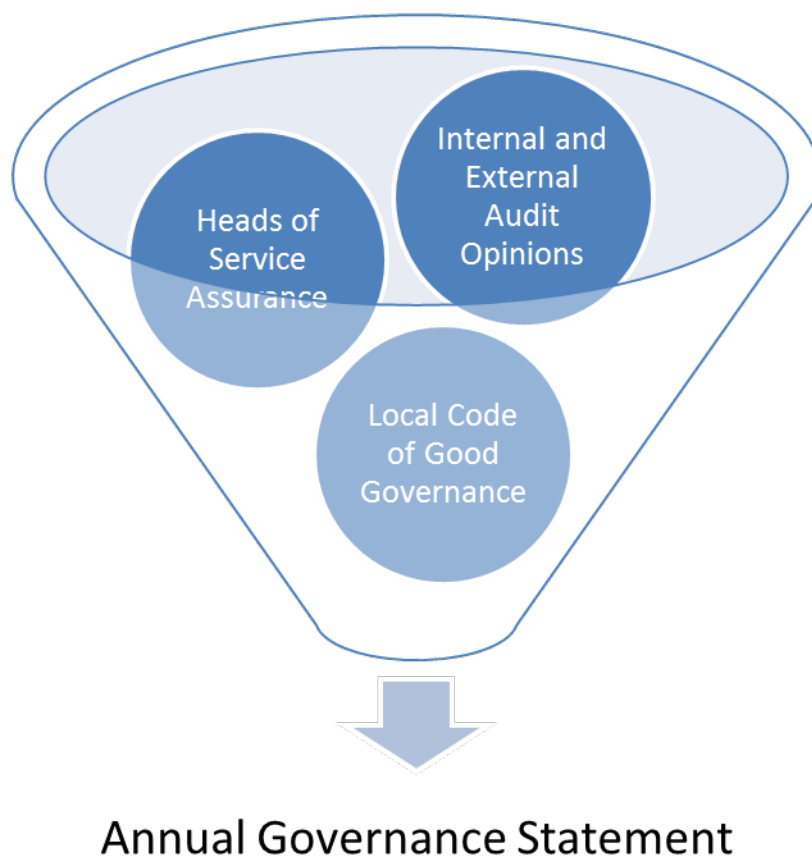 Internal and
External
Audit
Opinions
Heads of
Service
Assurance
Local Code
of Good
Governance
Annual Governance Statement